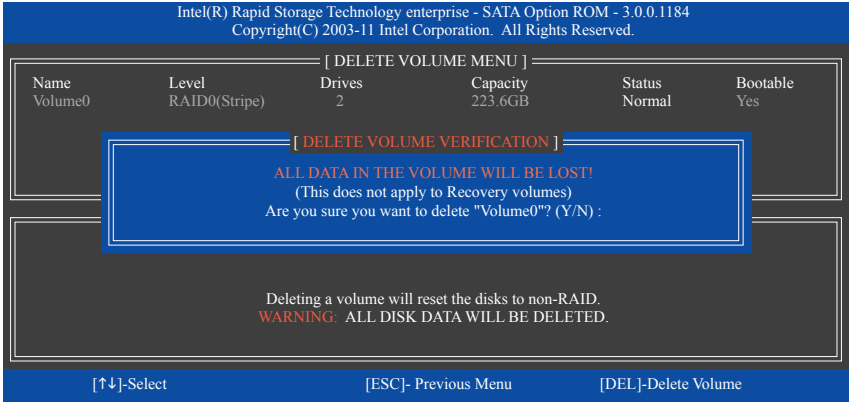 Intel(R) Rapid Storage Technology enterprise - SATA Option ROM - 3.0.0.1184
Copyright(C) 2003-11 Intel Corporation. All Rights Reserved.
[ DELETE VOLUME MENU ]
Name Level Drives Capacity Status Bootable
Volume0 RAID0(Stripe) 2 223.6GB Normal Yes
[ DELETE VOLUME VERIFICATION ]
ALL DATA IN THE VOLUME WILL BE LOST!
(This does not apply to Recovery volumes)
Are you sure you want to delete "Volume0"? (Y/N) :
Deleting a volume will reset the disks to non-RAID.
WARNING: ALL DISK DATA WILL BE DELETED.
[↑↓]-Select [ESC]- Previous Menu [DEL]-Delete Volume